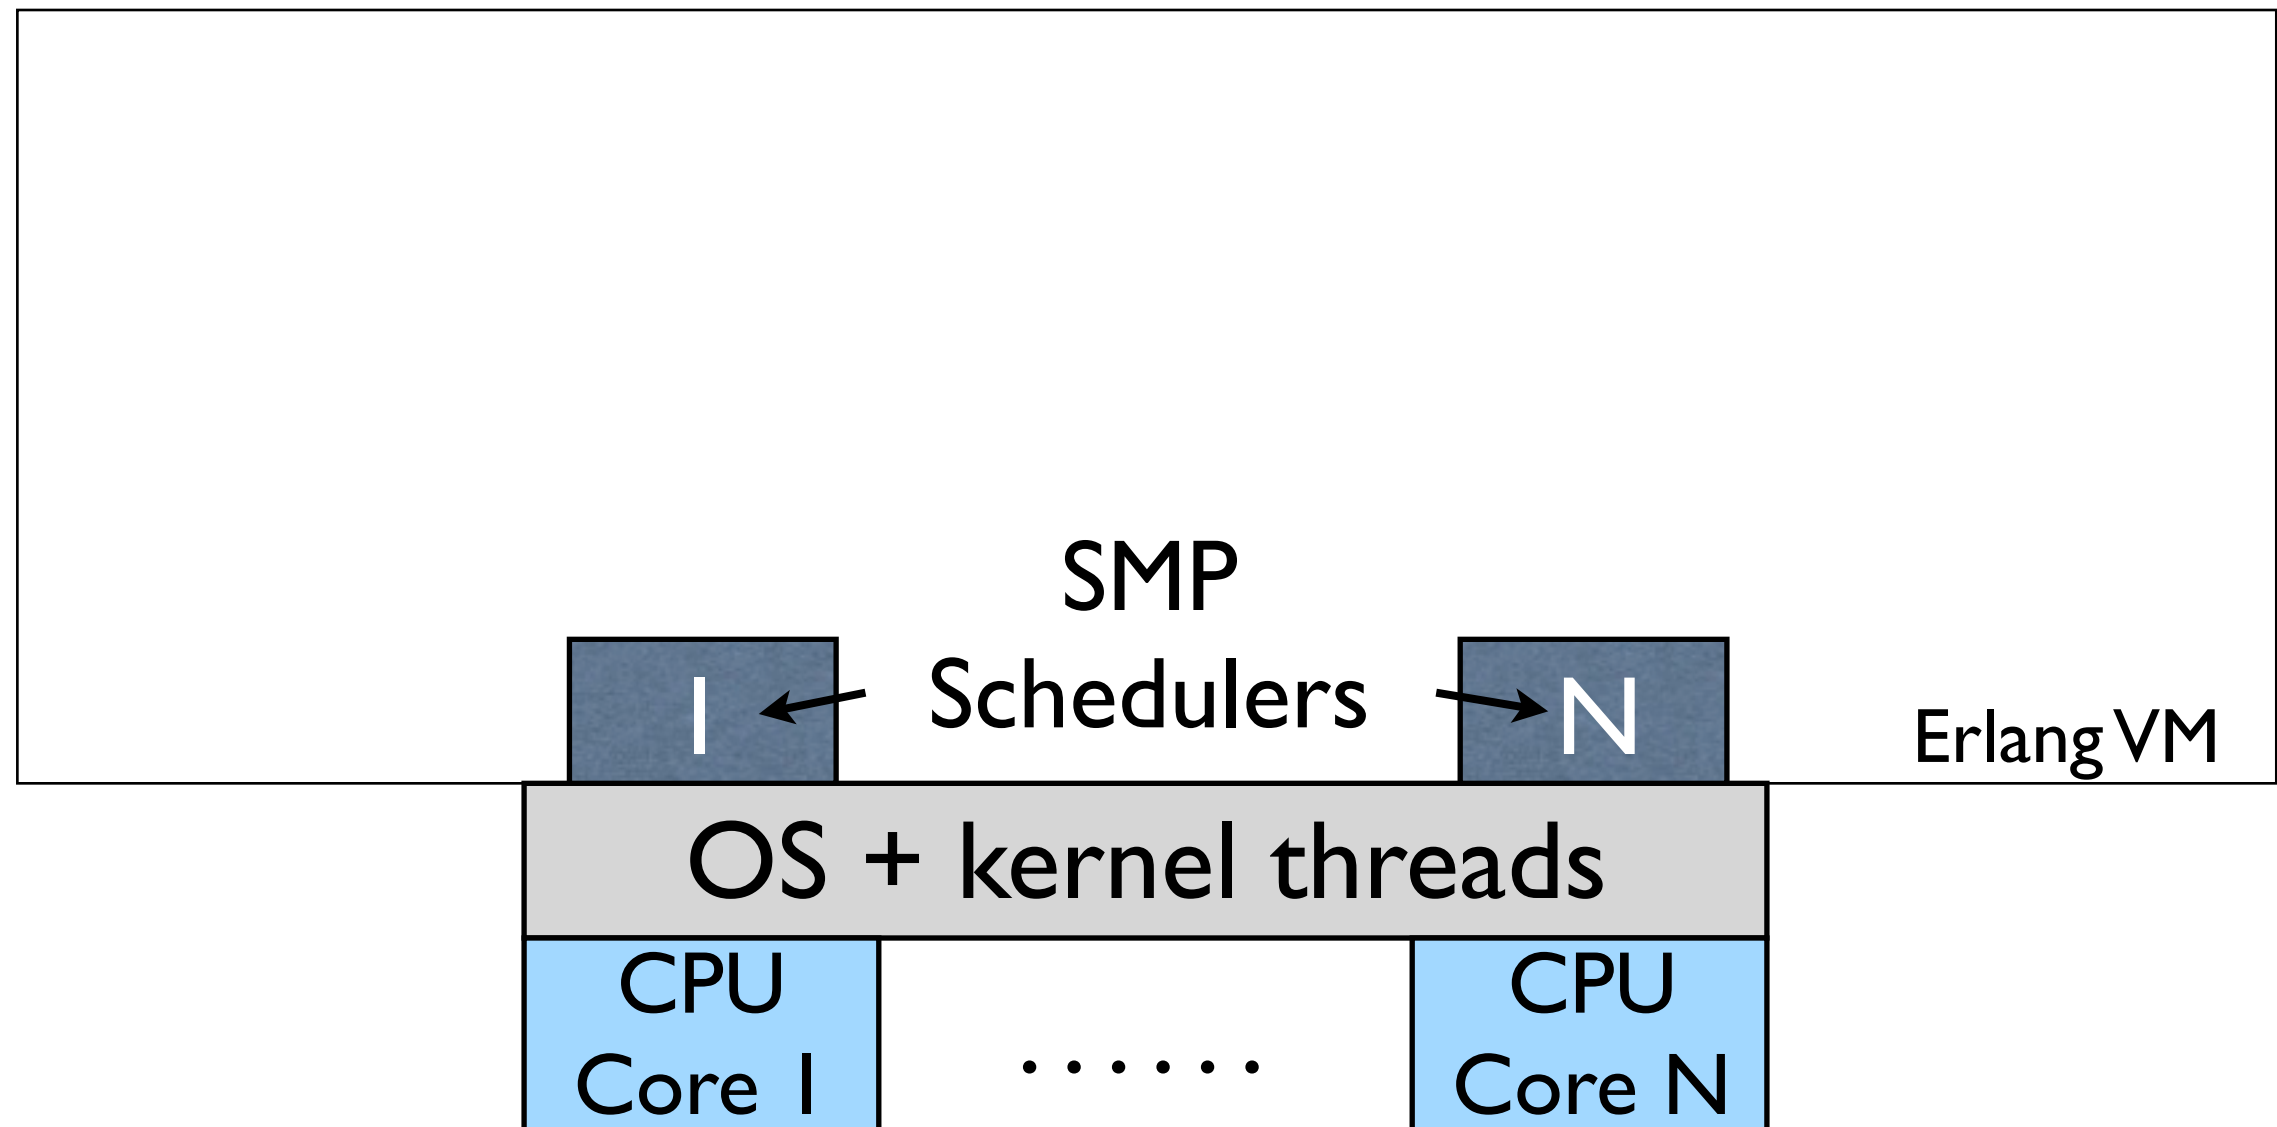 SMP
Schedulers
1
N
Erlang VM
OS + kernel threads
CPU
Core 1
......
CPU
Core N